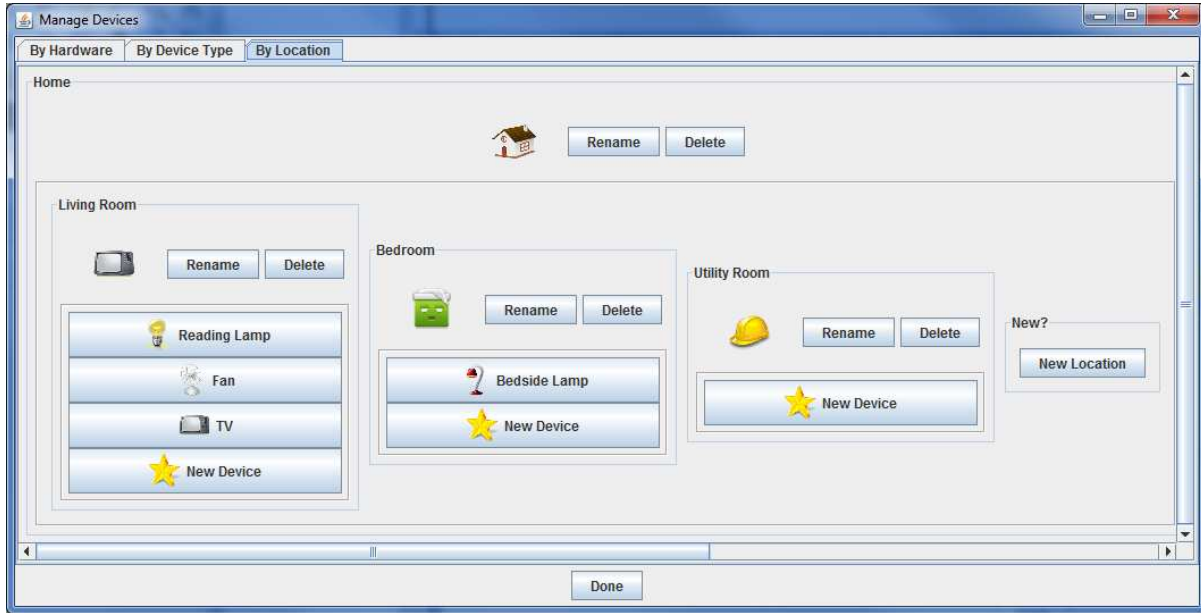 Manage Devices
By Hardware By Device Type By Location
Home
Rename Delete
Living Room
Rename Delete
Reading Lamp
Fan
TV
New Device
Bedroom
Rename Delete
Bedside Lamp
New Device
Utility Room
Rename Delete
New Device
New?
New Location
Done